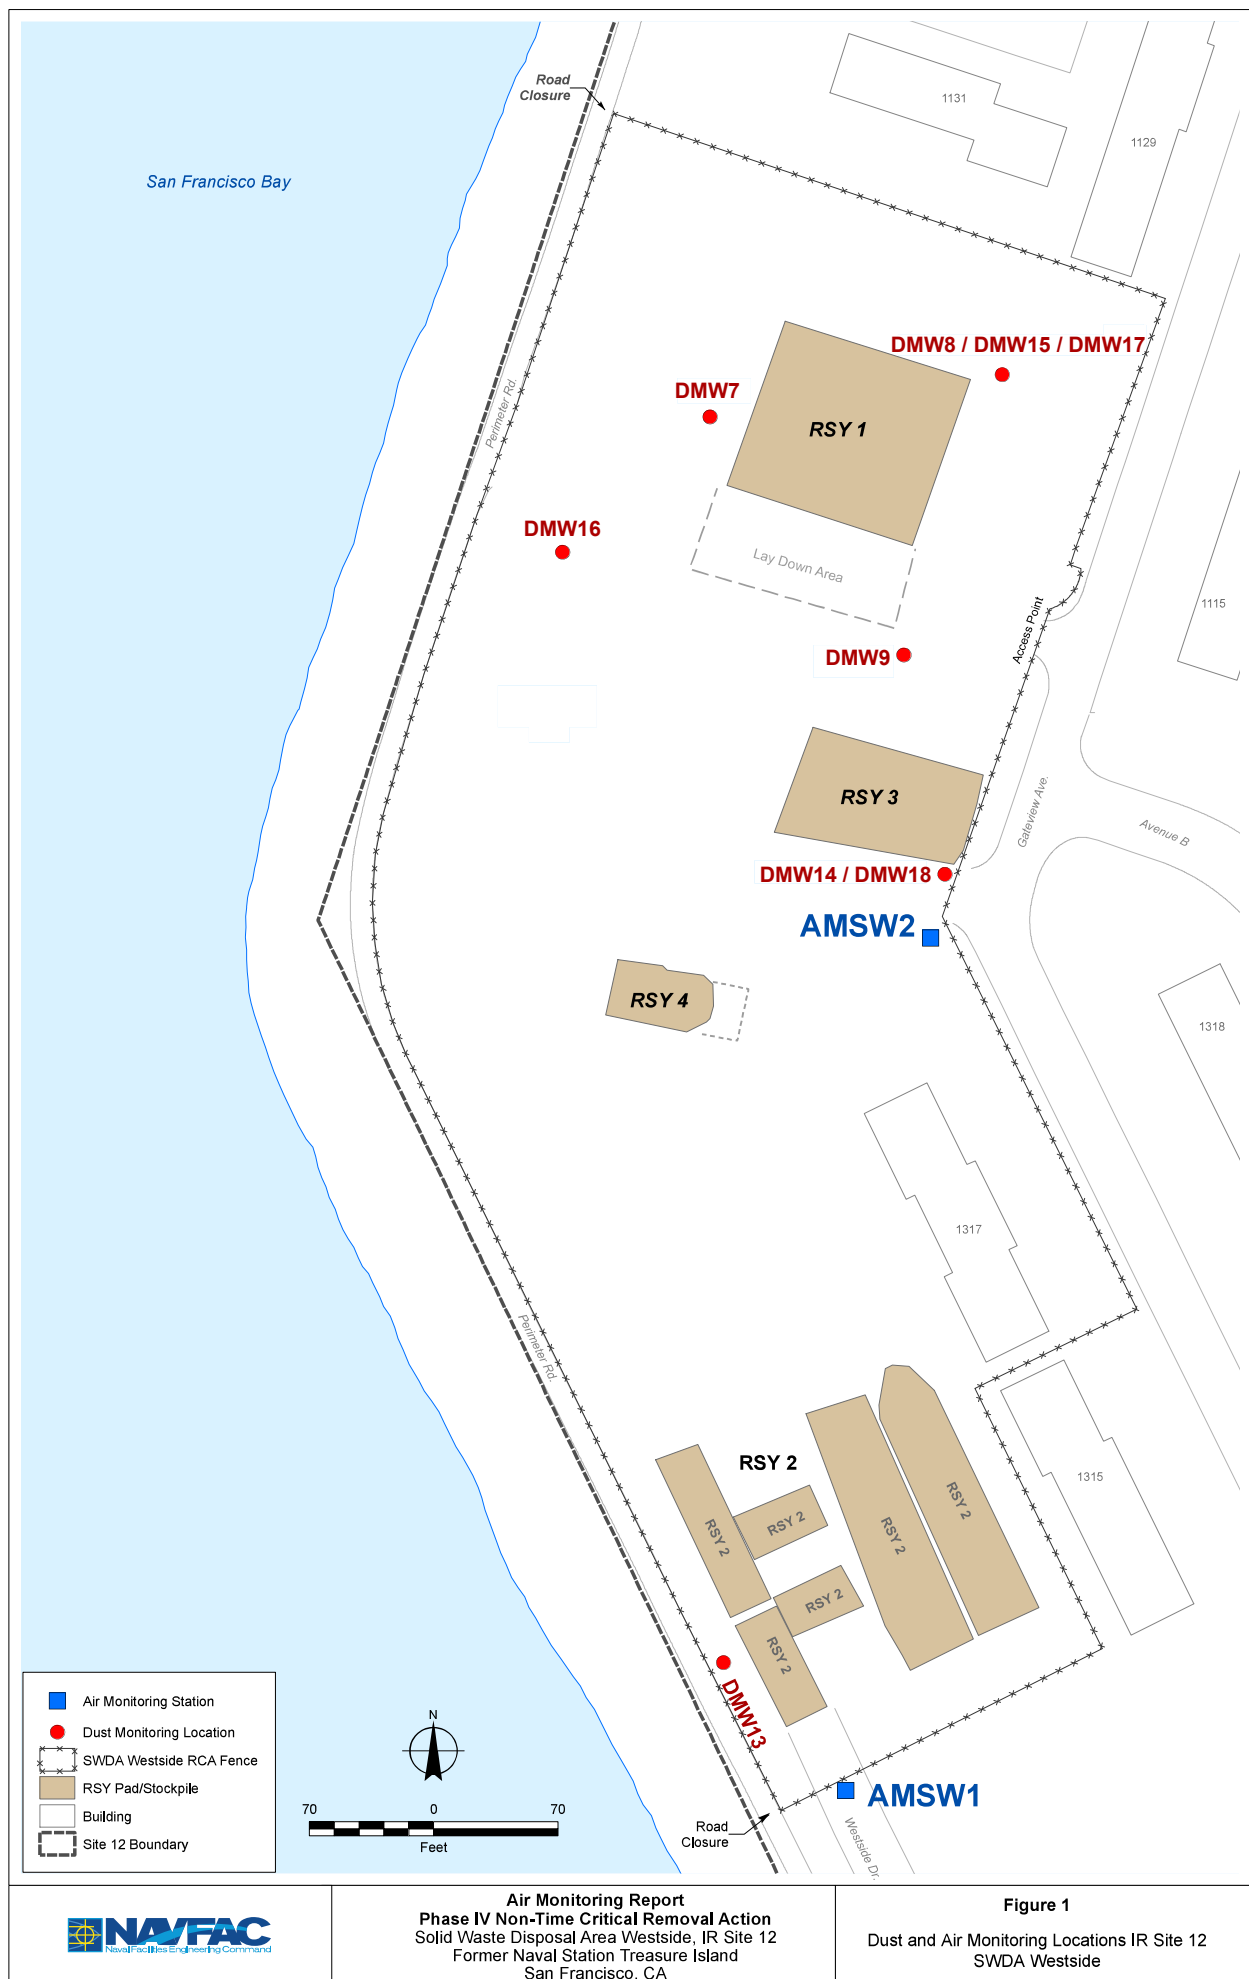 Road
Closure
San Francisco Bay
1131
1129
DMW8 / DMW15 / DMW17
DMW7
RSY 1
Perimeter Rd.
DMW16
Lay Down Area
Access Point
1115
DMW9
RSY 3
Gateview Ave.
Avenue B
DMW14 / DMW18
AMSW2
RSY 4
1318
1317
Perimeter Rd.
1315
RSY 2
RSY 2
RSY 2
RSY 2
RSY 2
RSY 2
RSY 2
DMW13
AMSW1
Road
Closure
Westside Dr.
Air Monitoring Station
Dust Monitoring Location
SWDA Westside RCA Fence
RSY Pad/Stockpile
Building
Site 12 Boundary
N
70 0 70
Feet
NAVFAC
Naval Facilities Engineering Command
Air Monitoring Report
Phase IV Non-Time Critical Removal Action
Solid Waste Disposal Area Westside, IR Site 12
Former Naval Station Treasure Island
San Francisco, CA
Figure 1
Dust and Air Monitoring Locations IR Site 12
SWDA Westside